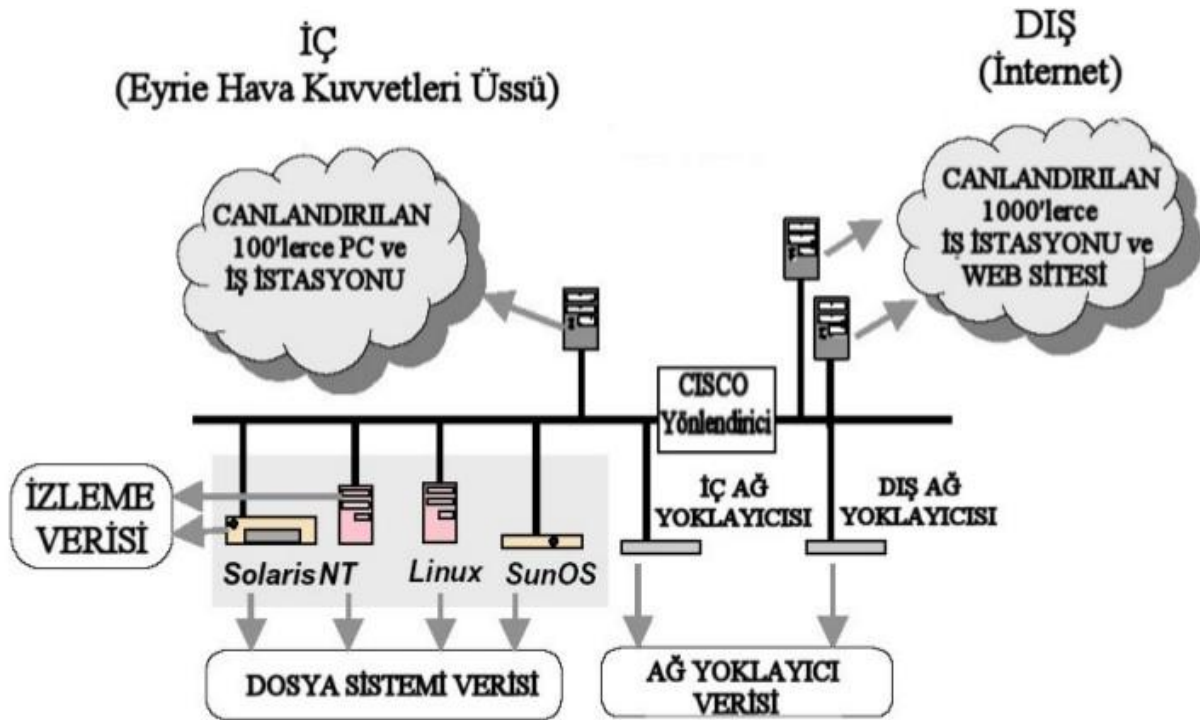 İÇ
(Eyrie Hava Kuvvetleri Üssü)
DIŞ
(İnternet)
CANLANDIRILAN
100'lerce PC ve
İŞ İSTASYONU
CANLANDIRILAN
1000'lerce
İŞ İSTASYONU ve
WEB SİTESİ
CISCO
Yönlendirici
İZLEME
VERİSİ
İÇ AĞ
YOKLAYICISI
DIŞ AĞ
YOKLAYICISI
Solaris NT Linux SunOS
DOSYA SİSTEMİ VERİSİ
AĞ YOKLAYICI
VERİSİ